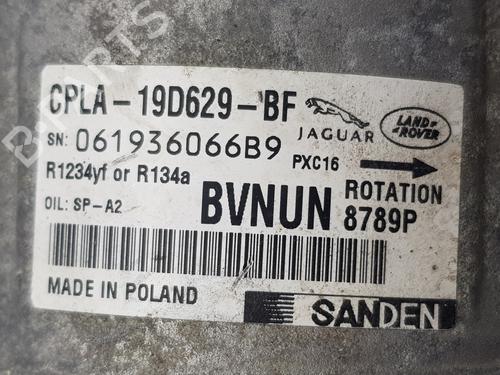 CPLA-19D629-BF
JAGUAR
LAND-
-ROVER
SN: 061936066B9
PXC16
R1234yf or R134a
ROTATION
OIL: SP-A2
BVNUN
8789P
MADE IN POLAND
SANDEN